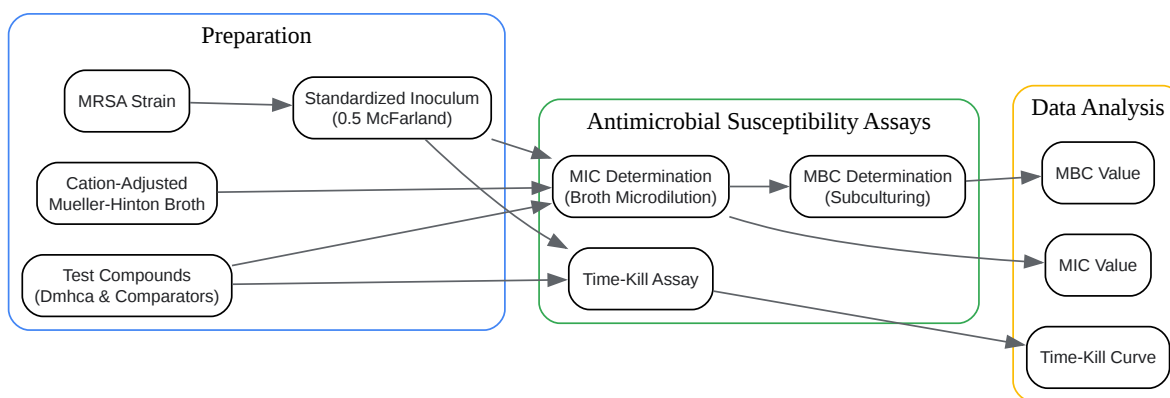 Preparation
MRSA Strain
Standardized Inoculum
(0.5 McFarland)
Cation-Adjusted
Mueller-Hinton Broth
Test Compounds
(Dmhca & Comparators)
Antimicrobial Susceptibility Assays
MIC Determination
(Broth Microdilution)
MBC Determination
(Subculturing)
Time-Kill Assay
Data Analysis
MBC Value
MIC Value
Time-Kill Curve